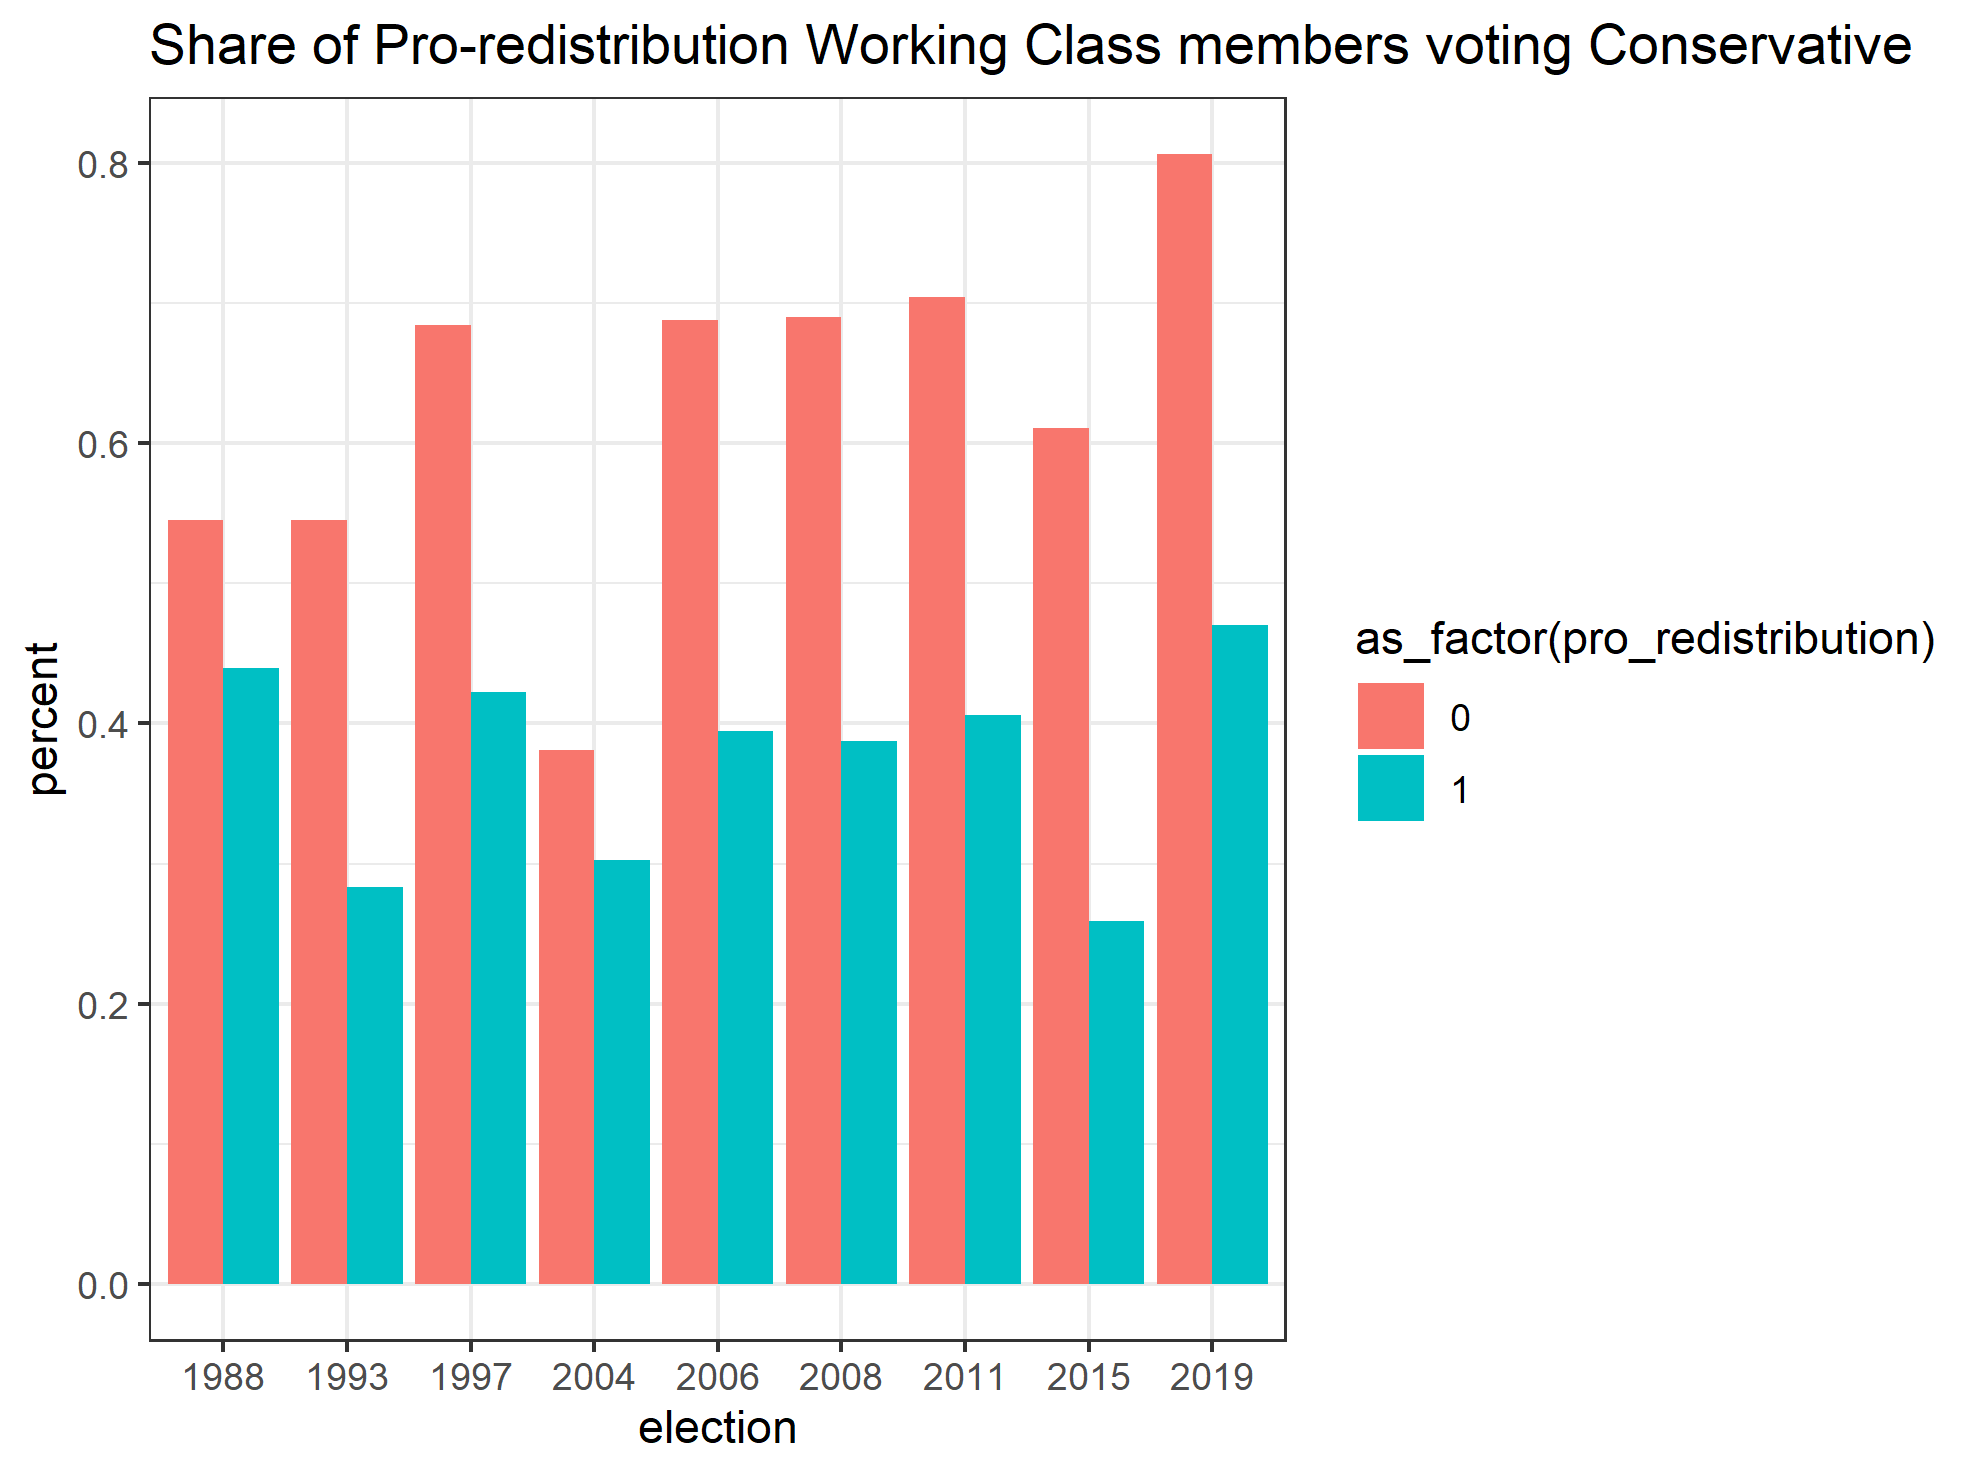 Share of Pro-redistribution Working Class members voting Conservative
percent
0.8
0.6
0.4
0.2
0.0
1988 1993 1997 2004 2006 2008 2011 2015 2019
election
as_factor(pro_redistribution)
0
1